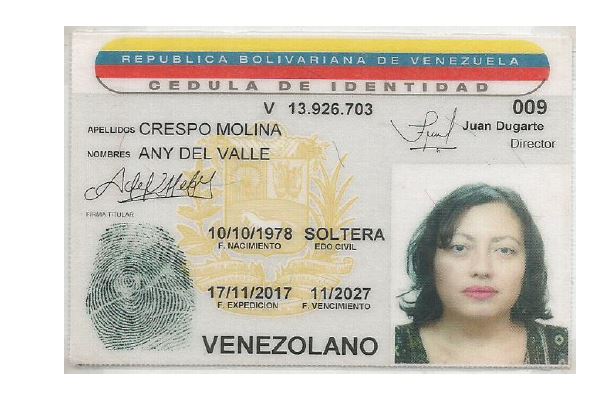 REPUBLICA BOLIVARIANA DE VENEZUELA
CEDULA DE IDENTIDAD
V 13.926.703 009
APELLIDOS CRESPO MOLINA
Juan Dugarte
Director
NOMBRES ANY DEL VALLE
FIRMA TITULAR
10/10/1978 SOLTERA
F. NACIMIENTO EDO CIVIL
17/11/2017 11/2027
F. EXPEDICION F. VENCIMIENTO
VENEZOLANO